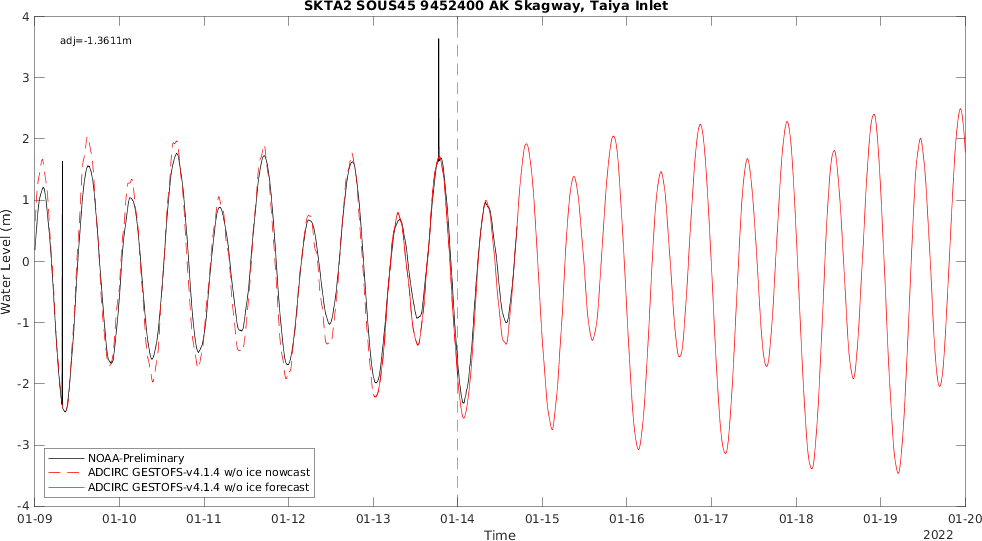 SKTA2 SOUS45 9452400 AK Skagway, Taiya Inlet
adj=-1.3611m
4
3
2
1
0
-1
-2
-3
-4
Water Level (m)
NOAA-Preliminary
ADCIRC GESTOFS-v4.1.4 w/o ice nowcast
ADCIRC GESTOFS-v4.1.4 w/o ice forecast
01-09 01-10 01-11 01-12 01-13 01-14 01-15 01-16 01-17 01-18 01-19 01-20
Time
2022